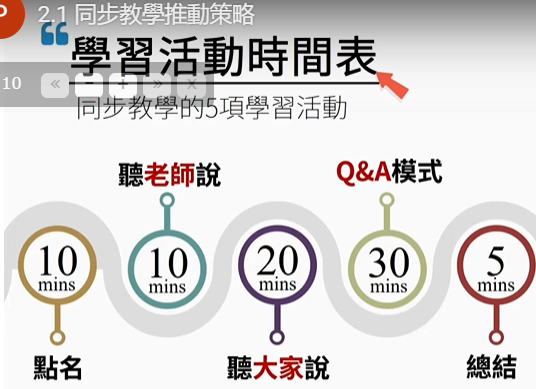 P
2.1 同步教學推動策略
“
學習活動時間表
10
« - + » x
同步教學的5項學習活動
聽老師說
Q&A模式
10
mins
10
mins
20
mins
30
mins
5
mins
點名
聽大家說
總結